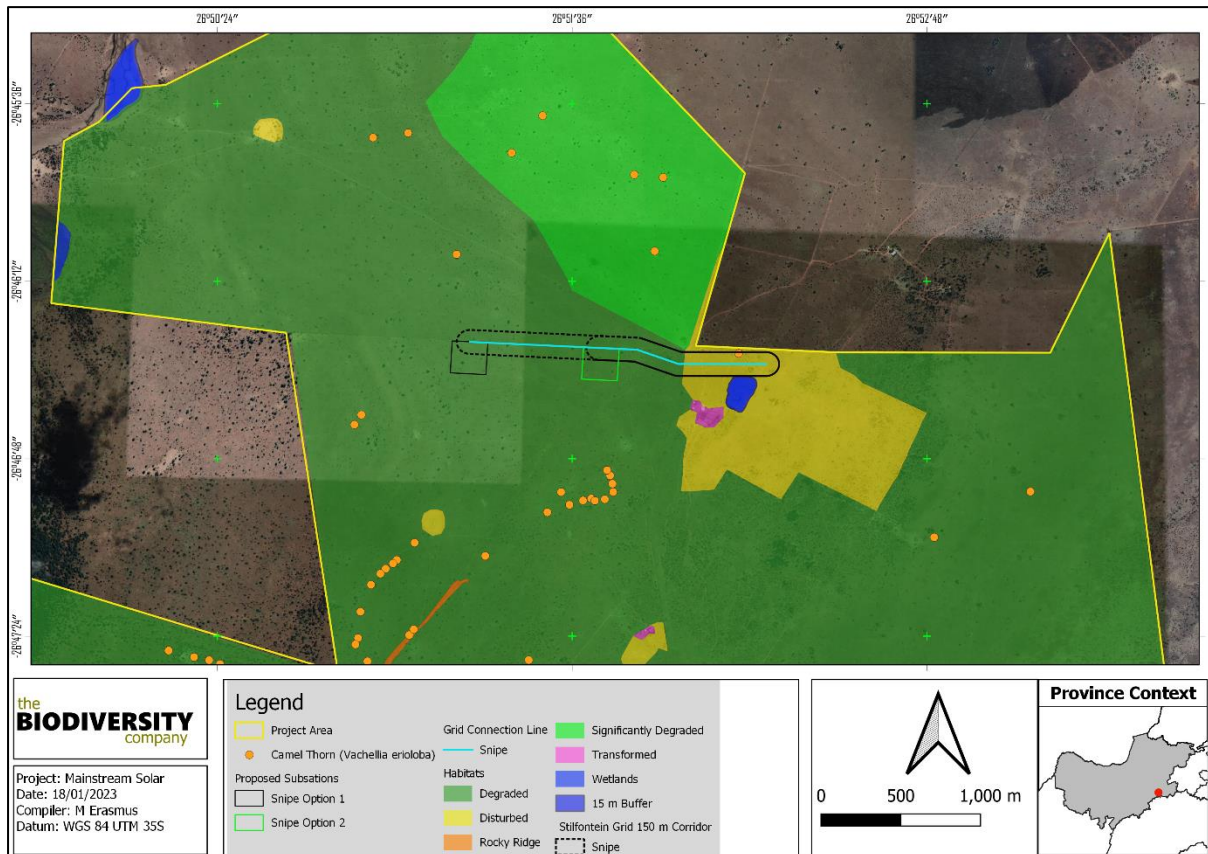 26°50'24"
26°51'36"
26°52'48"
-26°45'36"
-26°46'12"
-26°46'48"
-26°47'24"
the
BIODIVERSITY
company
Project: Mainstream Solar
Date: 18/01/2023
Compiler: M Erasmus
Datum: WGS 84 UTM 35S
Legend
Project Area
Camel Thorn (Vachellia erioloba)
Proposed Subsations
Snipe Option 1
Snipe Option 2
Grid Connection Line
Snipe
Habitats
Degraded
Disturbed
Rocky Ridge
Significantly Degraded
Transformed
Wetlands
15 m Buffer
Stilfontein Grid 150 m Corridor
Snipe
0 500 1,000 m
Province Context